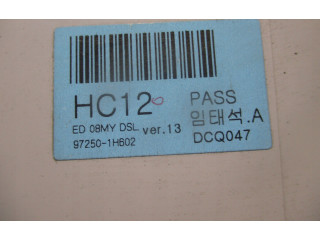 HC12 PASS
ED 08MY DSL ver.13 임태석.A
97250-1H602 DCQ047